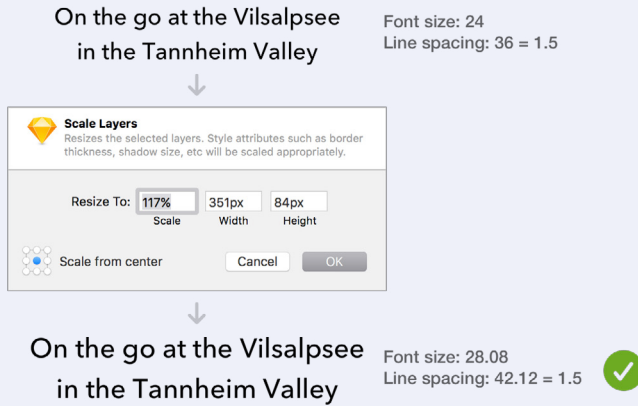 On the go at the Vilsalpsee
in the Tannheim Valley
Font size: 24
Line spacing: 36 = 1.5
Scale Layers
Resizes the selected layers. Style attributes such as border
thickness, shadow size, etc will be scaled appropriately.
Resize To: 117% 351px 84px
Scale Width Height
Scale from center Cancel OK
On the go at the Vilsalpsee
in the Tannheim Valley
Font size: 28.08
Line spacing: 42.12 = 1.5